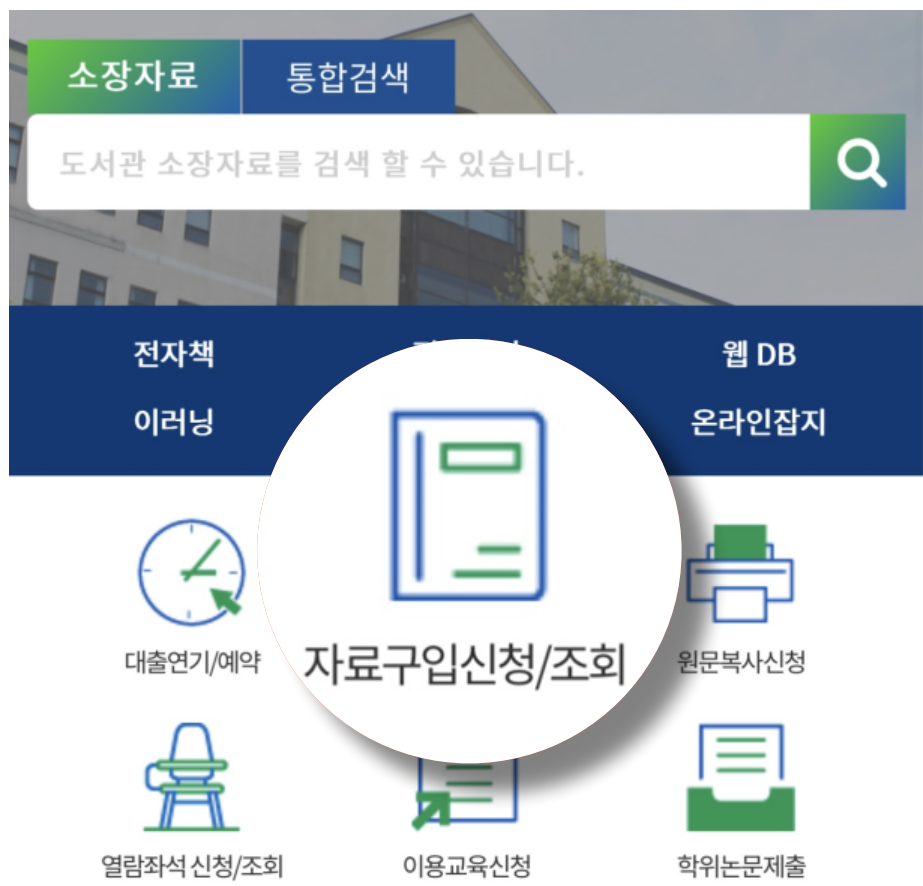 소장자료 통합검색
도서관 소장자료를 검색 할 수 있습니다.
전자책 웹 DB
이러닝 온라인잡지
대출연기/예약 자료구입신청/조회 원문복사신청
열람좌석 신청/조회 이용교육신청 학위논문제출